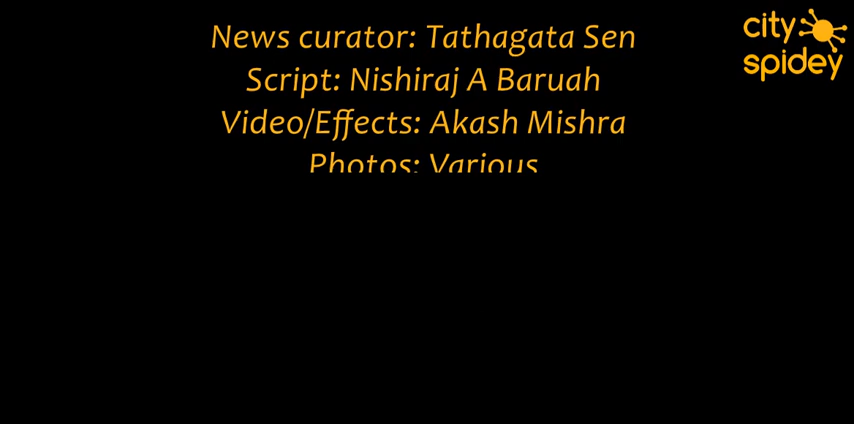 News curator: Tathagata Sen
Script: Nishiraj A Baruah
Video/Effects: Akash Mishra
Photos: Various
city
spidey